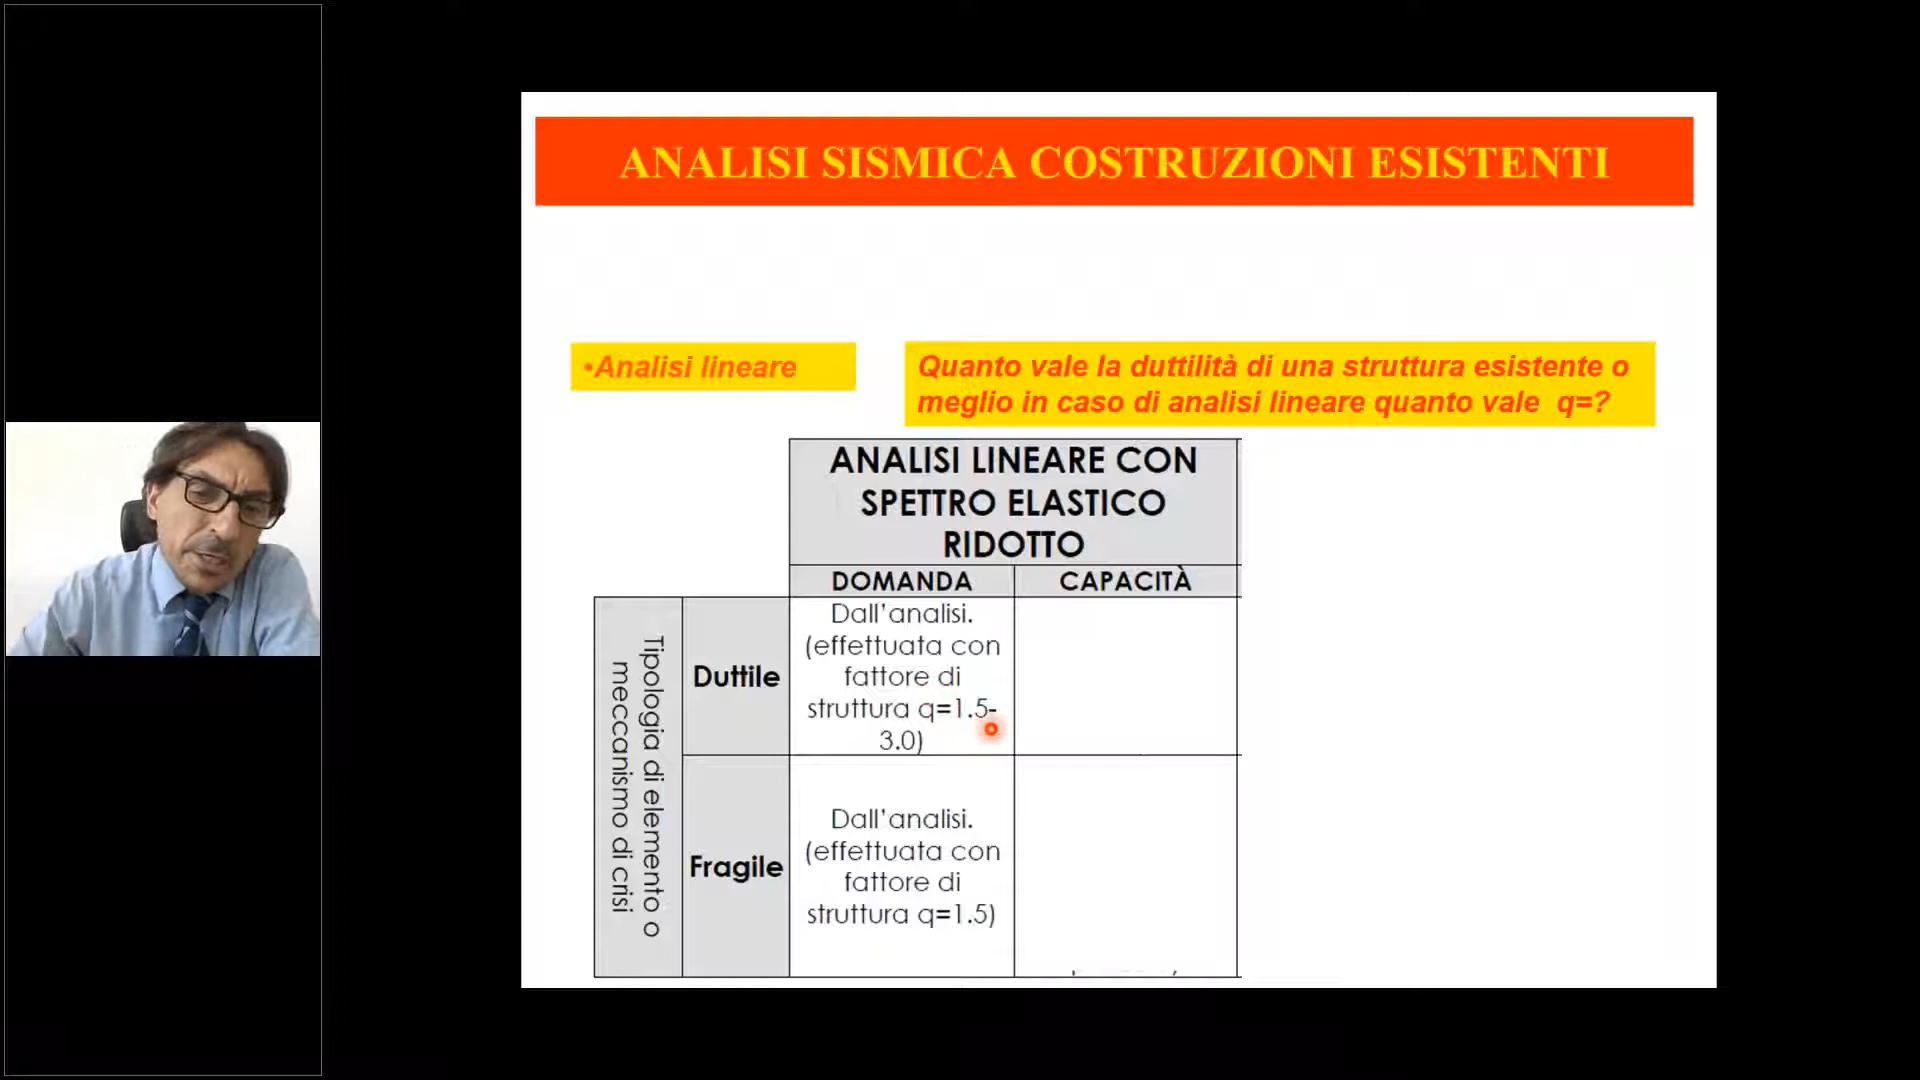 ANALISI SISMICA COSTRUZIONI ESISTENTI
•Analisi lineare
Quanto vale la duttilità di una struttura esistente o
meglio in caso di analisi lineare quanto vale q=?
ANALISI LINEARE CON
SPETTRO ELASTICO
RIDOTTO
DOMANDA
CAPACITÀ
Tipologia di elemento o
meccanismo di crisi
Duttile
Dall'analisi.
(effettuata con
fattore di
struttura q=1.5-
3.0)
Fragile
Dall'analisi.
(effettuata con
fattore di
struttura q=1.5)